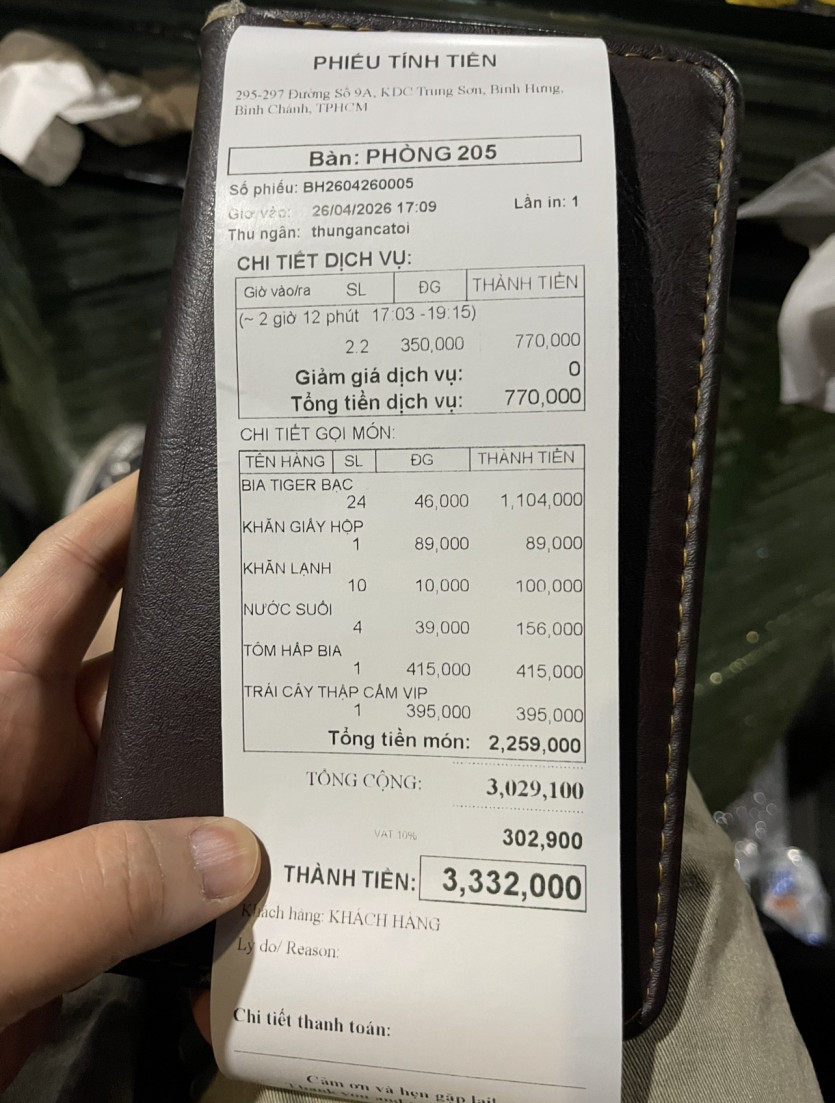 PHIẾU TÍNH TIỀN
295-297 Đường Số 9A, KDC Trung Sơn, Bình Hưng,
Bình Chánh, TPHCM
Bàn: PHÒNG 205
Số phiếu: BH2604260005
Giờ vào: 26/04/2026 17:09 Lần in: 1
Thu ngân: thungancatoi
CHI TIẾT DỊCH VỤ:
Giờ vào/ra SL ĐG THÀNH TIỀN
(~ 2 giờ 12 phút 17:03 -19:15)
2.2 350,000 770,000
Giảm giá dịch vụ: 0
Tổng tiền dịch vụ: 770,000
CHI TIẾT GỌI MÓN:
TÊN HÀNG SL ĐG THÀNH TIỀN
BIA TIGER BẠC
24 46,000 1,104,000
KHĂN GIẤY HỘP
1 89,000 89,000
KHĂN LẠNH
10 10,000 100,000
NƯỚC SUỐI
4 39,000 156,000
TÔM HẤP BIA
1 415,000 415,000
TRÁI CÂY THẬP CẨM VIP
1 395,000 395,000
Tổng tiền món: 2,259,000
TỔNG CỘNG: 3,029,100
VAT 10% 302,900
THÀNH TIỀN: 3,332,000
Khách hàng: KHÁCH HÀNG
Lý do/ Reason:
Chi tiết thanh toán:
Cảm ơn và hẹn gặp lại!
Thank you and